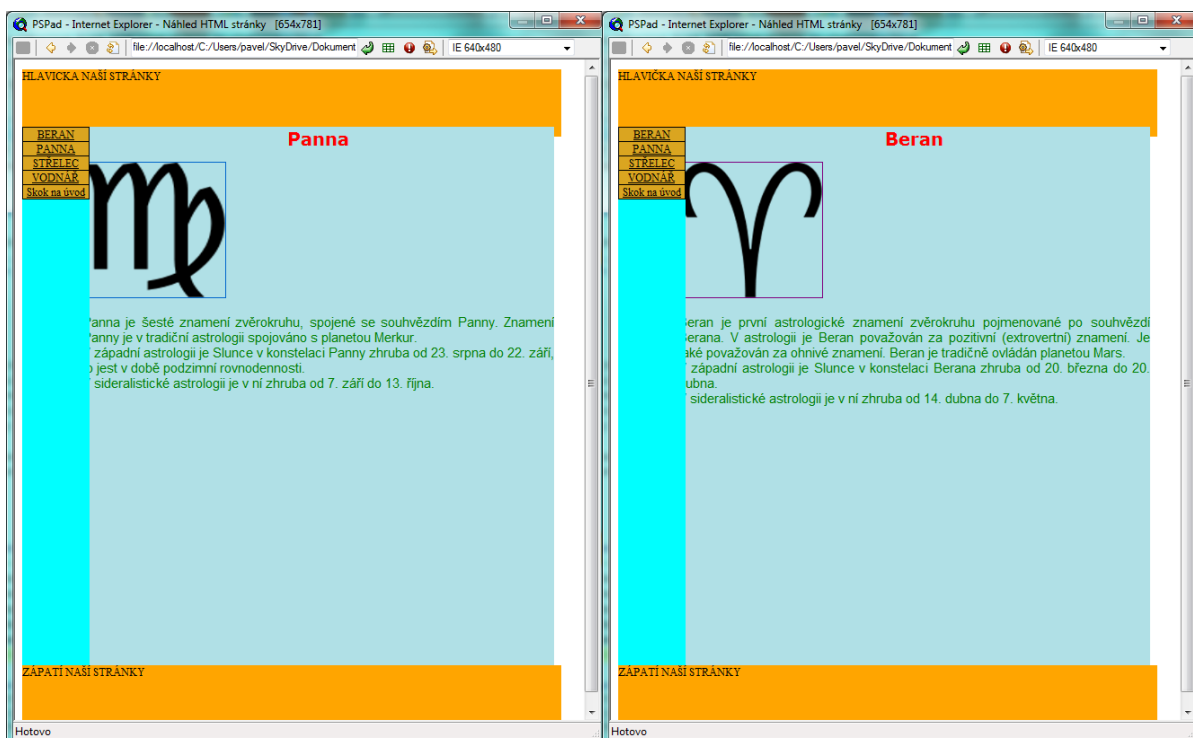 PSPad - Internet Explorer - Náhled HTML stránky [654x781]
file://localhost/C:/Users/pavel/SkyDrive/Dokument
IE 640x480
HLAVICKA NAŠÍ STRÁNKY
BERAN
PANNA
STŘELEC
VODNÁŘ
Skok na úvod
Panna
Panna je šesté znamení zvěrokruhu, spojené se souhvězdím Panny. Znamení
Panny je v tradiční astrologii spojováno s planetou Merkur.
V západní astrologii je Slunce v konstelaci Panny zhruba od 23. srpna do 22. září,
to jest v době podzimní rovnodennosti.
V sideralistické astrologii je v ní zhruba od 7. září do 13. října.
ZÁPATÍ NAŠÍ STRÁNKY
Hotovo
PSPad - Internet Explorer - Náhled HTML stránky [654x781]
file://localhost/C:/Users/pavel/SkyDrive/Dokument
IE 640x480
HLAVIČKA NAŠÍ STRÁNKY
BERAN
PANNA
STŘELEC
VODNÁŘ
Skok na úvod
Beran
Beran je první astrologické znamení zvěrokruhu pojmenované po souhvězdí
Berana. V astrologii je Beran považován za pozitivní (extrovertní) znamení. Je
také považován za ohnivé znamení. Beran je tradičně ovládán planetou Mars.
V západní astrologii je Slunce v konstelaci Berana zhruba od 20. března do 20.
dubna.
V sideralistické astrologii je v ní zhruba od 14. dubna do 7. května.
ZÁPATÍ NAŠÍ STRÁNKY
Hotovo